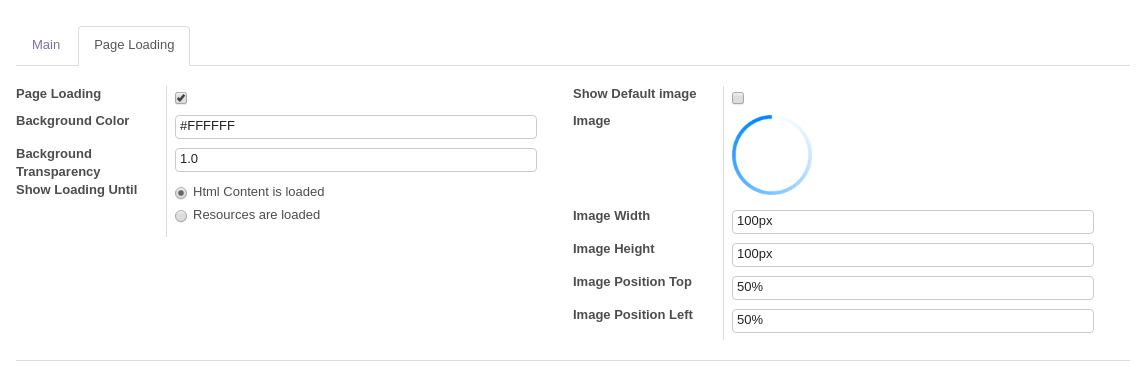 Main
Page Loading
Page Loading
Background Color
#FFFFFF
Background
Transparency
1.0
Show Loading Until
Html Content is loaded
Resources are loaded
Show Default image
Image
Image Width
100px
Image Height
100px
Image Position Top
50%
Image Position Left
50%